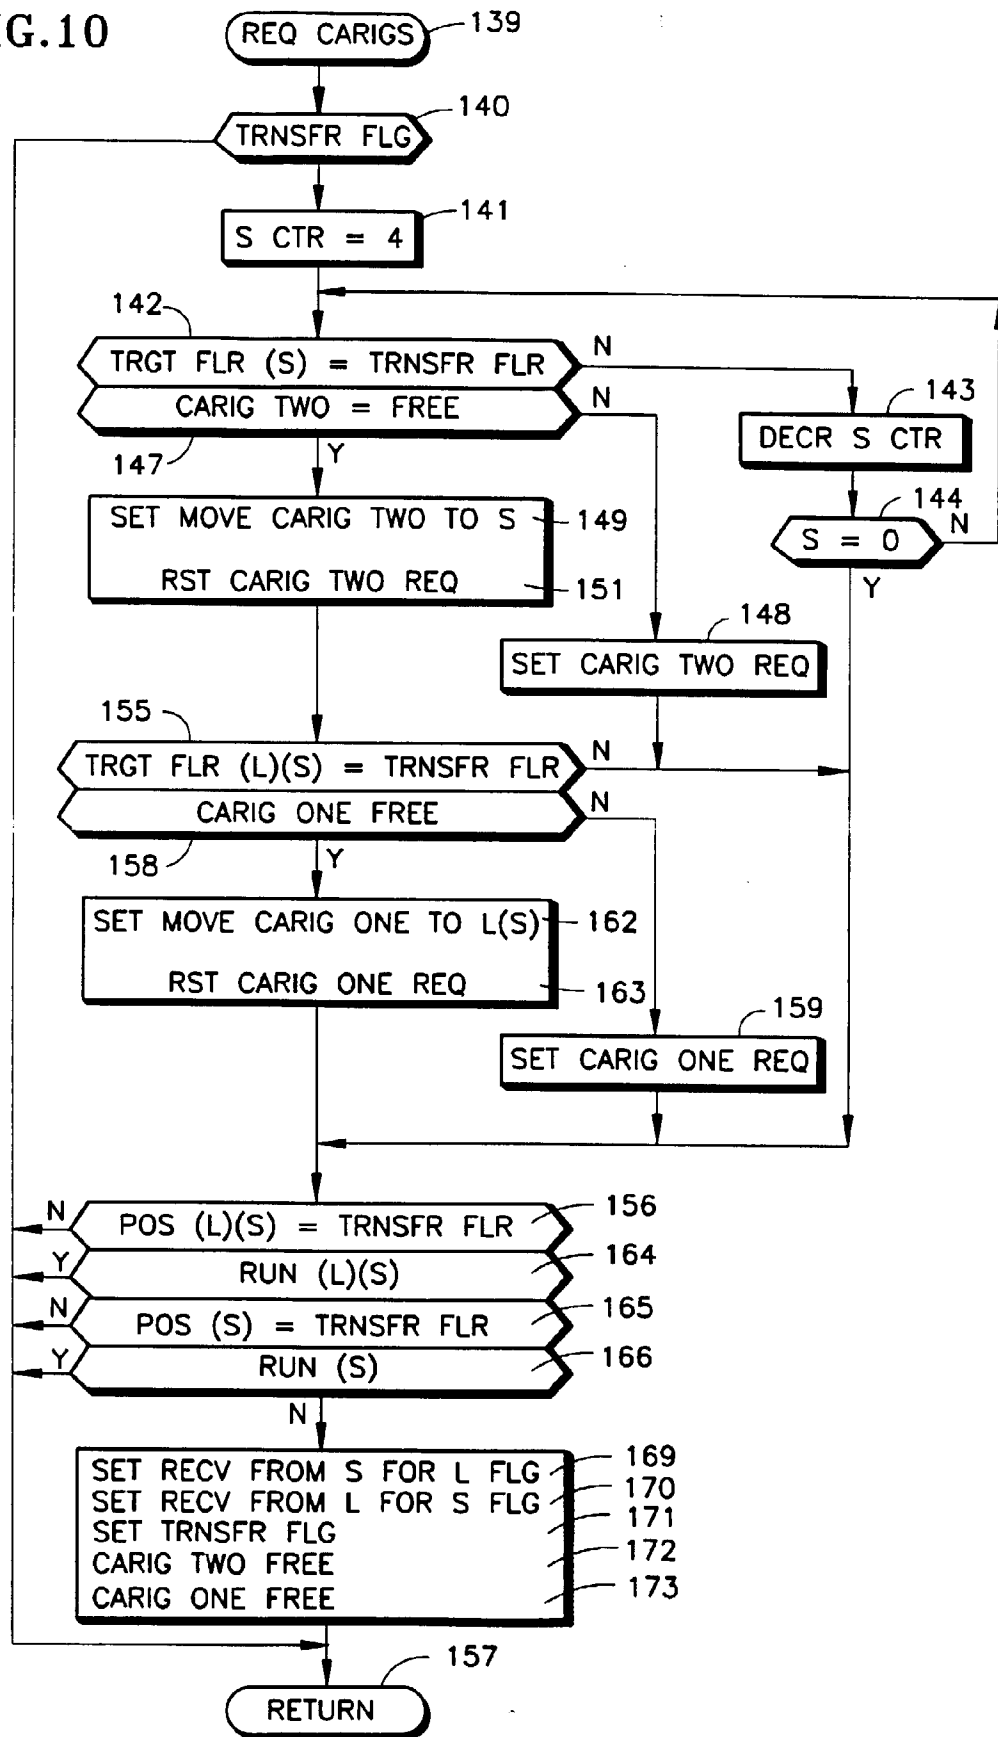 IG.10
REQ CARIGS 139
TRNSFR FLG 140
S CTR = 4 141
142
TRGT FLR (S) = TRNSFR FLR N
CARIG TWO = FREE N
147 Y
143
DECR S CTR
144
S = 0 N
Y
SET MOVE CARIG TWO TO S 149
RST CARIG TWO REQ 151
148
SET CARIG TWO REQ
155
TRGT FLR (L)(S) = TRNSFR FLR N
CARIG ONE FREE N
158 Y
SET MOVE CARIG ONE TO L(S) 162
RST CARIG ONE REQ 163
159
SET CARIG ONE REQ
N POS (L)(S) = TRNSFR FLR 156
Y RUN (L)(S) 164
N POS (S) = TRNSFR FLR 165
Y RUN (S) 166
N
SET RECV FROM S FOR L FLG 169
SET RECV FROM L FOR S FLG 170
SET TRNSFR FLG 171
CARIG TWO FREE 172
CARIG ONE FREE 173
157
RETURN